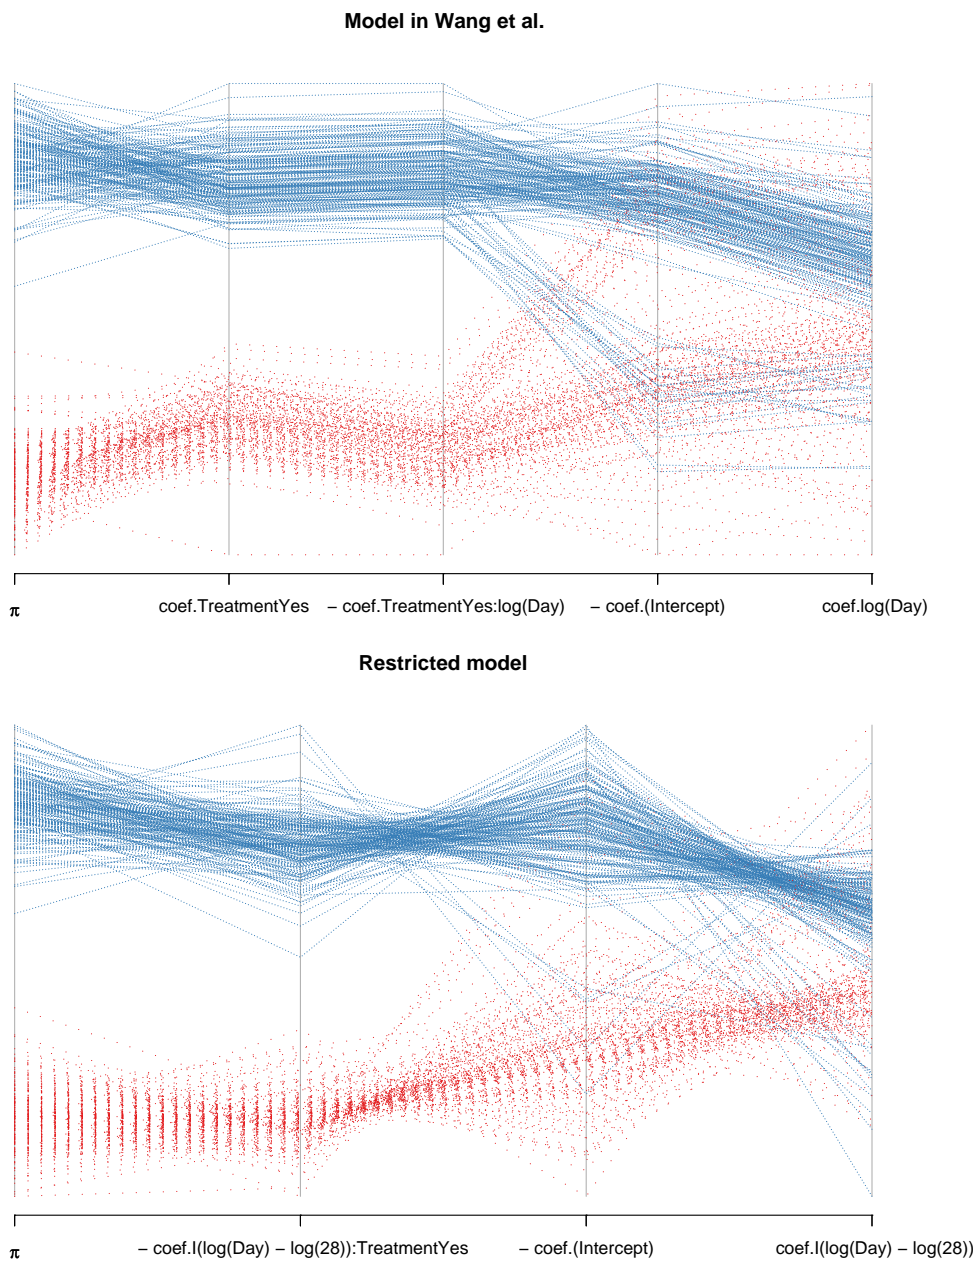 Model in Wang et al.
π coef.TreatmentYes − coef.TreatmentYes:log(Day) − coef.(Intercept) coef.log(Day)
Restricted model
π − coef.I(log(Day) − log(28)):TreatmentYes − coef.(Intercept) coef.I(log(Day) − log(28))